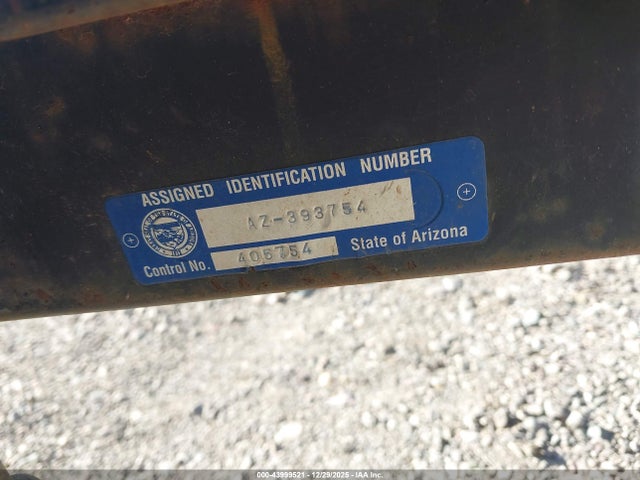 ASSIGNED IDENTIFICATION NUMBER
AZ-393754
Control No. 405754 State of Arizona
000-43999521 - 12/29/2025 - IAA Inc.